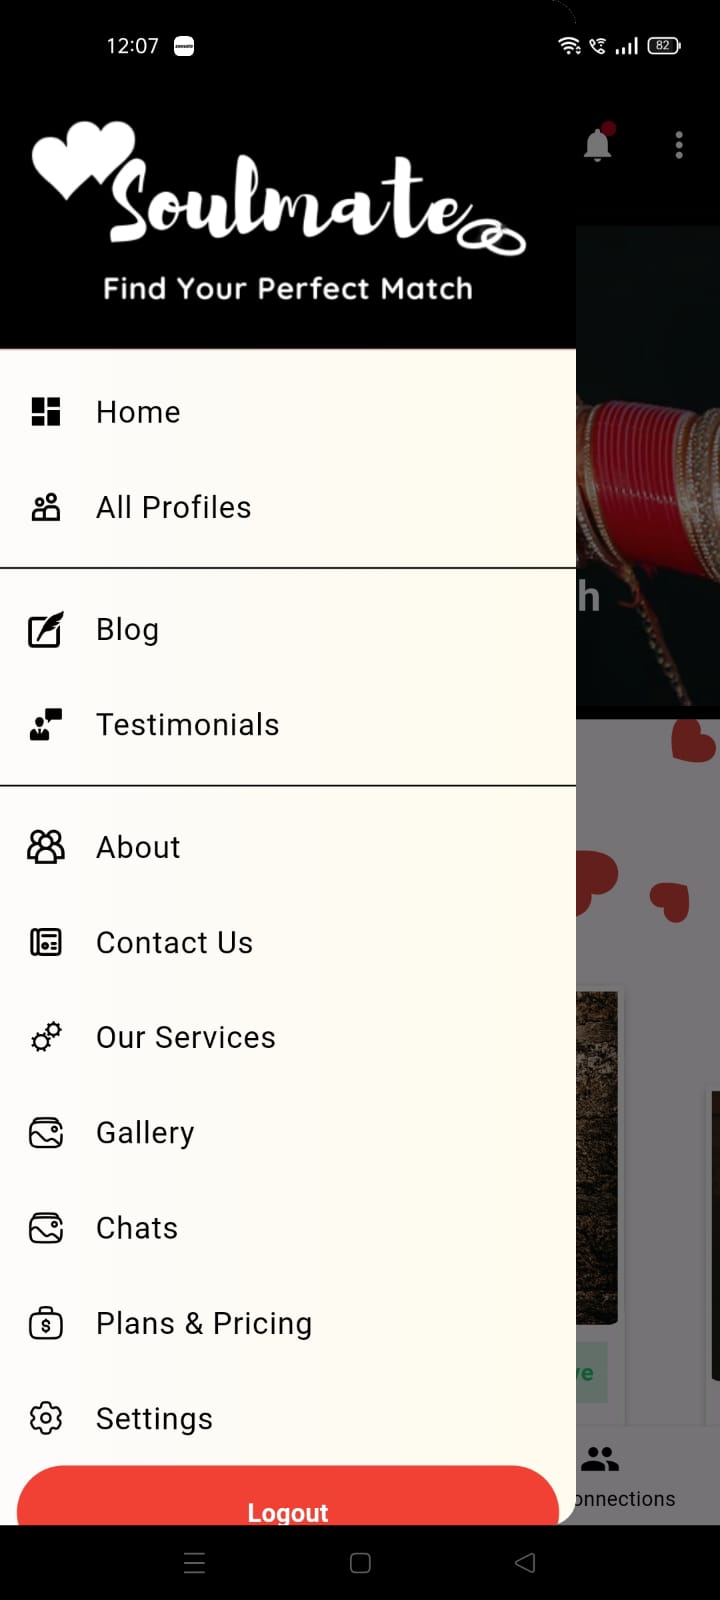 12:07
82
Soulmate
Find Your Perfect Match
Home
All Profiles
h
Blog
Testimonials
About
Contact Us
Our Services
Gallery
Chats
Plans & Pricing
ve
Settings
onnections
Logout